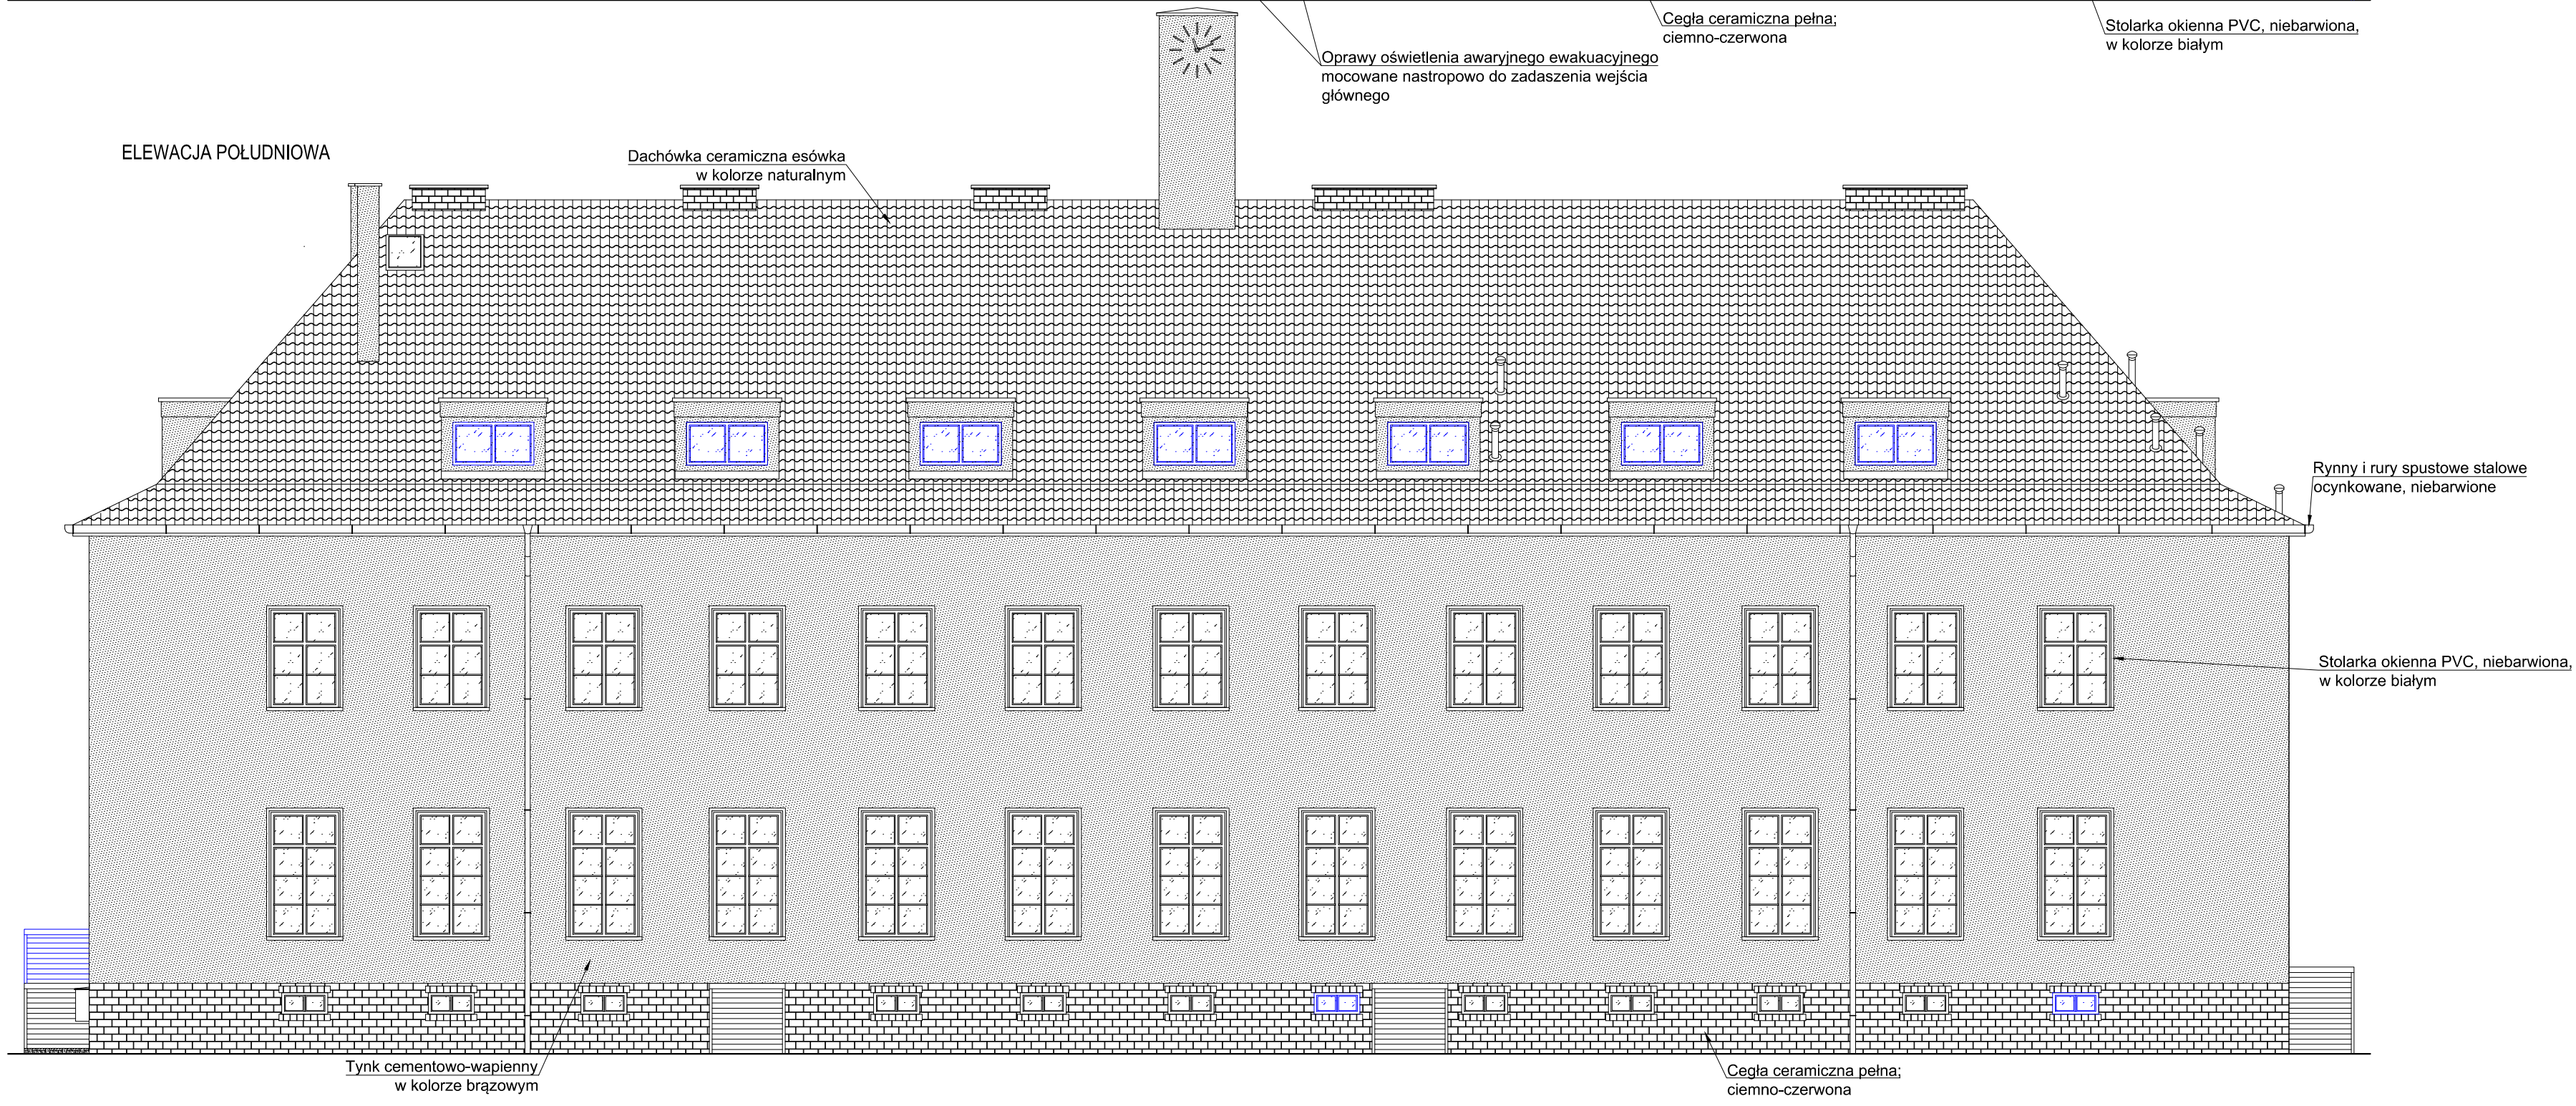 Cegła ceramiczna pełna;
ciemno-czerwona
Stolarka okienna PVC, niebarwiona,
w kolorze białym
Oprawy oświetlenia awaryjnego ewakuacyjnego
mocowane nastropowo do zadaszenia wejścia
głównego
ELEWACJA POŁUDNIOWA
Dachówka ceramiczna esówka
w kolorze naturalnym
Rynny i rury spustowe stalowe
ocynkowane, niebarwione
Stolarka okienna PVC, niebarwiona,
w kolorze białym
Tynk cementowo-wapienny
w kolorze brązowym
Cegła ceramiczna pełna;
ciemno-czerwona